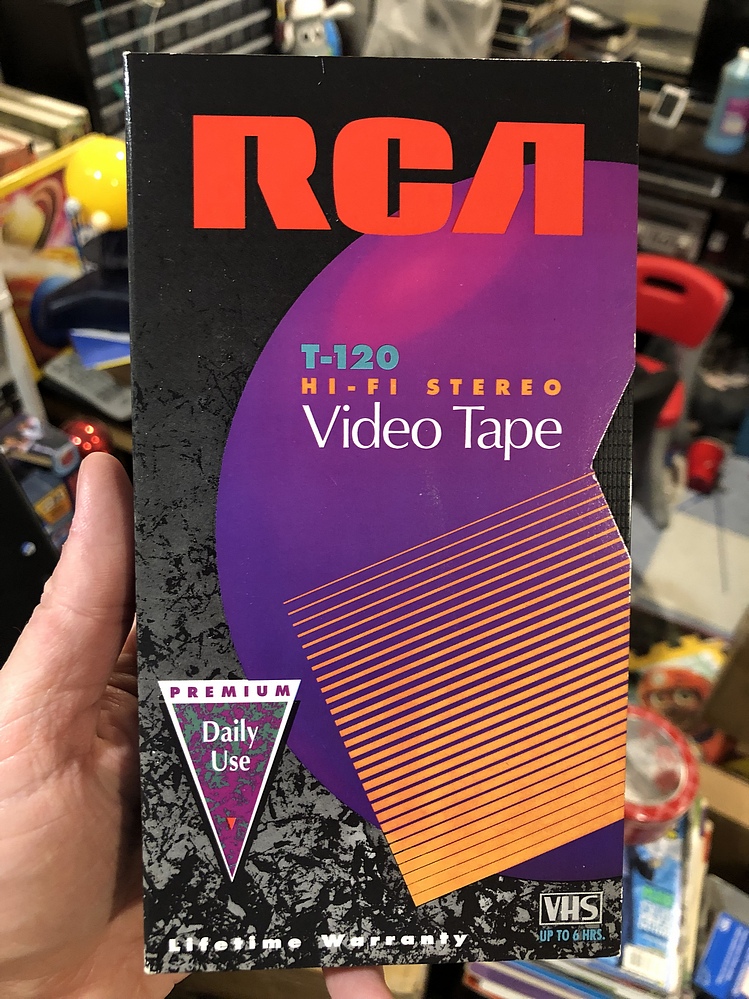 RCA
T-120
HI-FI STEREO
Video Tape
PREMIUM
Daily
Use
VHS
UP TO 6 HRS.
Lifetime Warranty